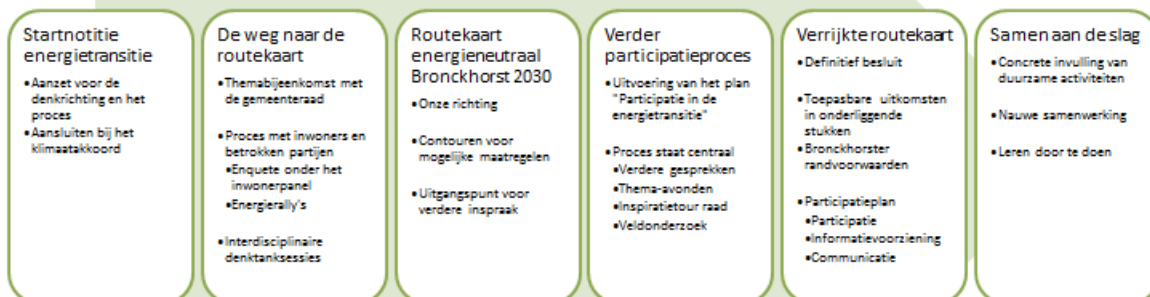 Startnotitie
energietransitie
•Aanzet voor de
denkrichting en het
proces
•Aansluiten bij het
klimaatakkoord
De weg naar de
routekaart
•Themabijeenkomst met
de gemeenteraad
•Proces met inwoners en
betrokken partijen
•Enquete onder het
inwonerpanel
•Energierally's
•Interdisciplinaire
denktanksessies
Routekaart
energieneutraal
Bronckhorst 2030
•Onze richting
•Contouren voor
mogelijke maatregelen
•Uitgangspunt voor
verdere inspraak
Verder
participatieproces
•Uitvoering van het plan
"Participatie in de
energietransitie"
•Proces staat centraal
•Verdere gesprekken
•Thema-avonden
•Inspiratietour raad
•Veldonderzoek
Verrijkte routekaart
•Definitief besluit
•Toepasbare uitkomsten
in onderliggende
stukken
•Bronckhorster
randvoorwaarden
•Participatieplan
•Participatie
•Informatievoorziening
•Communicatie
Samen aan de slag
•Concrete invulling van
duurzame activiteiten
•Nauwe samenwerking
•Leren door te doen